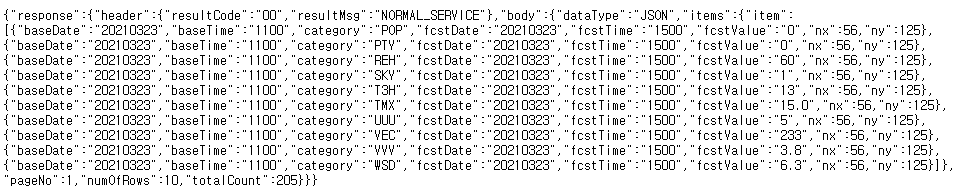 {"response":{"header":{"resultCode":"00","resultMsg":"NORMAL_SERVICE"},"body":{"dataType":"JSON","items":{"item":
[{"baseDate":"20210323","baseTime":"1100","category":"POP","fcstDate":"20210323","fcstTime":"1500","fcstValue":"0","nx":56,"ny":125},
{"baseDate":"20210323","baseTime":"1100","category":"PTY","fcstDate":"20210323","fcstTime":"1500","fcstValue":"0","nx":56,"ny":125},
{"baseDate":"20210323","baseTime":"1100","category":"REH","fcstDate":"20210323","fcstTime":"1500","fcstValue":"60","nx":56,"ny":125},
{"baseDate":"20210323","baseTime":"1100","category":"SKY","fcstDate":"20210323","fcstTime":"1500","fcstValue":"1","nx":56,"ny":125},
{"baseDate":"20210323","baseTime":"1100","category":"T3H","fcstDate":"20210323","fcstTime":"1500","fcstValue":"13","nx":56,"ny":125},
{"baseDate":"20210323","baseTime":"1100","category":"TMX","fcstDate":"20210323","fcstTime":"1500","fcstValue":"15.0","nx":56,"ny":125},
{"baseDate":"20210323","baseTime":"1100","category":"UUU","fcstDate":"20210323","fcstTime":"1500","fcstValue":"5","nx":56,"ny":125},
{"baseDate":"20210323","baseTime":"1100","category":"VEC","fcstDate":"20210323","fcstTime":"1500","fcstValue":"233","nx":56,"ny":125},
{"baseDate":"20210323","baseTime":"1100","category":"VVV","fcstDate":"20210323","fcstTime":"1500","fcstValue":"3.8","nx":56,"ny":125},
{"baseDate":"20210323","baseTime":"1100","category":"WSD","fcstDate":"20210323","fcstTime":"1500","fcstValue":"6.3","nx":56,"ny":125}]},
"pageNo":1,"numOfRows":10,"totalCount":205}}}